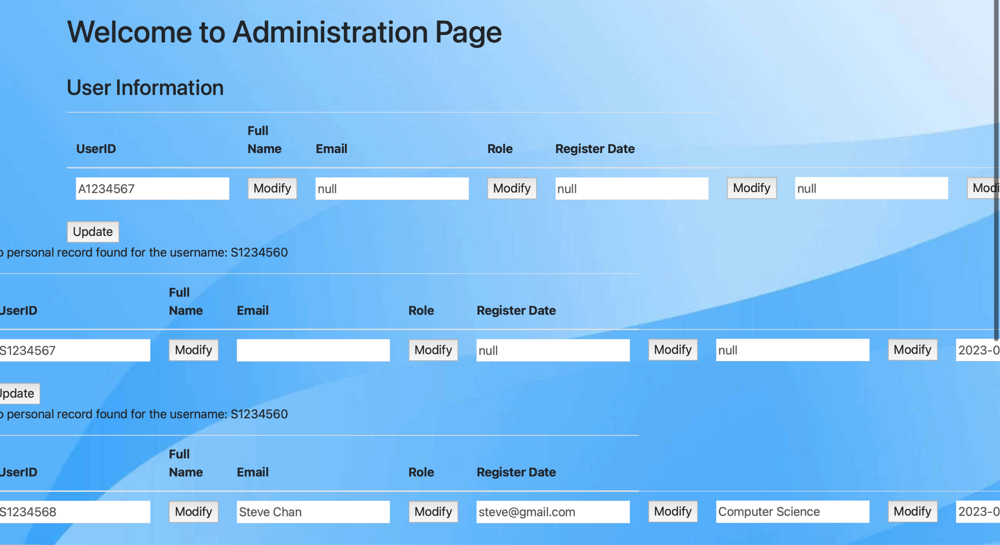 Welcome to Administration Page
User Information
UserID Full Name Email Role Register Date
A1234567 Modify null Modify null Modify null Modi
Update
o personal record found for the username: S1234560
UserID Full Name Email Role Register Date
S1234567 Modify Modify null Modify null Modify 2023-0
Update
o personal record found for the username: S1234560
UserID Full Name Email Role Register Date
S1234568 Modify Steve Chan Modify steve@gmail.com Modify Computer Science Modify 2023-0